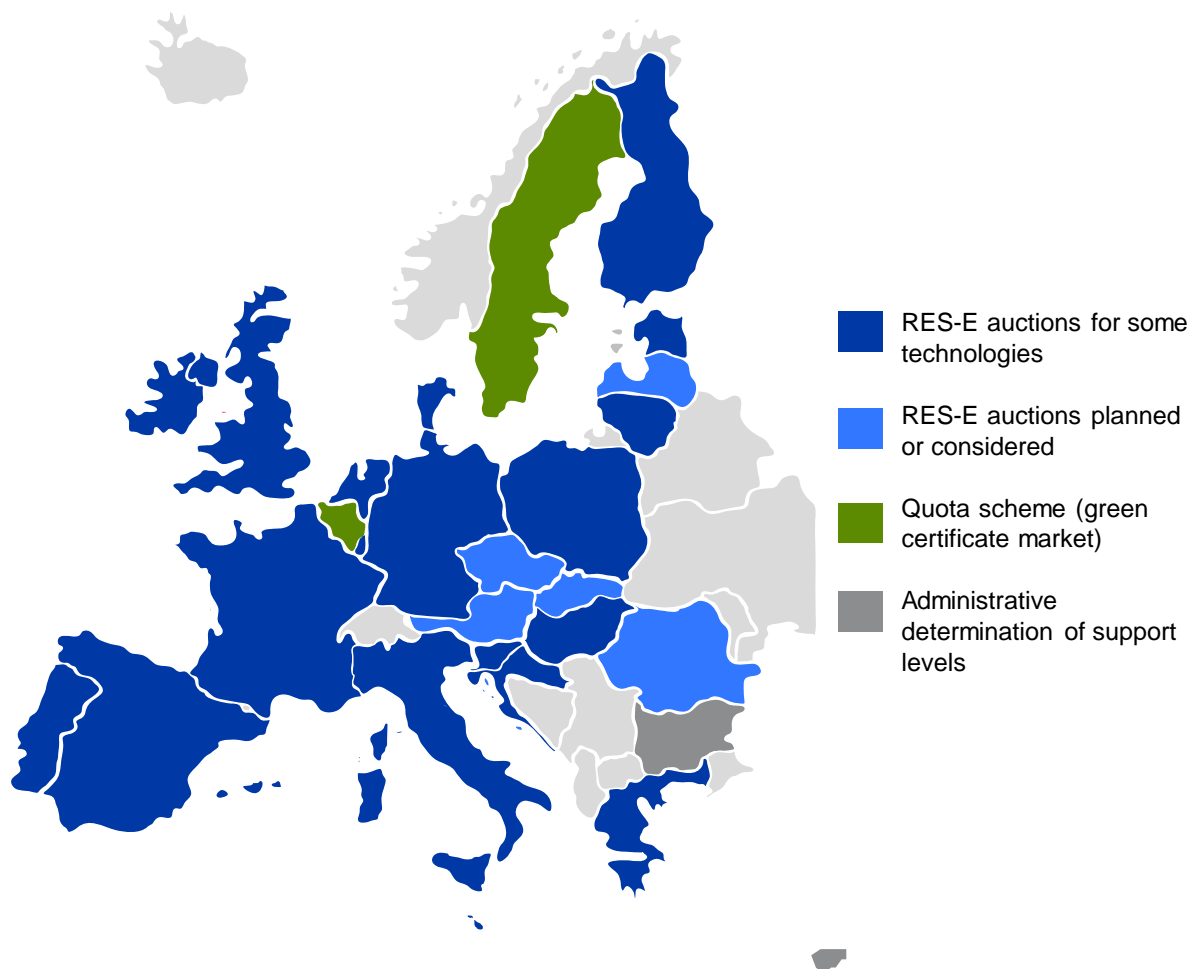 RES-E auctions for some
technologies
RES-E auctions planned
or considered
Quota scheme (green
certificate market)
Administrative
determination of support
levels